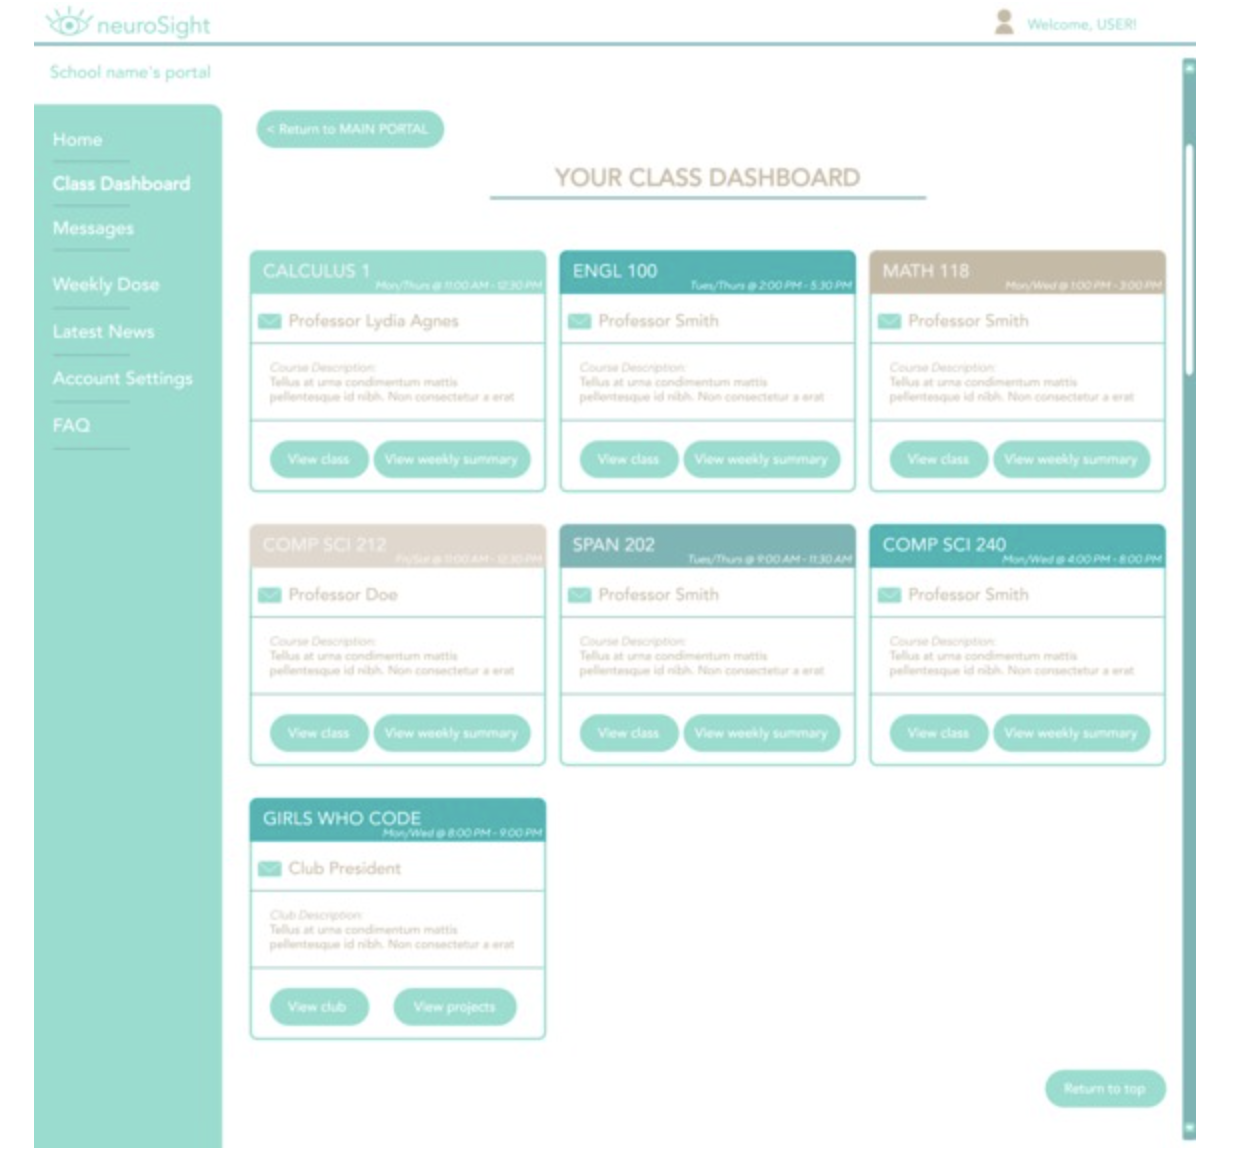 neuroSight
Welcome, USER!
School name's portal
Home
Class Dashboard
Messages
Weekly Dose
Latest News
Account Settings
FAQ
< Return to MAIN PORTAL
YOUR CLASS DASHBOARD
CALCULUS 1
Mon/Thurs @ 11:00 AM - 12:30 PM
Professor Lydia Agnes
Course Description:
Tellus at urna condimentum mattis
pellentesque id nibh. Non consectetur a erat
View class
View weekly summary
ENGL 100
Tues/Thurs @ 2:00 PM - 5:30 PM
Professor Smith
Course Description:
Tellus at urna condimentum mattis
pellentesque id nibh. Non consectetur a erat
View class
View weekly summary
MATH 118
Mon/Wed @ 1:00 PM - 3:00 PM
Professor Smith
Course Description:
Tellus at urna condimentum mattis
pellentesque id nibh. Non consectetur a erat
View class
View weekly summary
COMP SCI 212
Fri/Sat @ 11:00 AM - 12:30 PM
Professor Doe
Course Description:
Tellus at urna condimentum mattis
pellentesque id nibh. Non consectetur a erat
View class
View weekly summary
SPAN 202
Tues/Thurs @ 9:00 AM - 11:30 AM
Professor Smith
Course Description:
Tellus at urna condimentum mattis
pellentesque id nibh. Non consectetur a erat
View class
View weekly summary
COMP SCI 240
Mon/Wed @ 4:00 PM - 8:00 PM
Professor Smith
Course Description:
Tellus at urna condimentum mattis
pellentesque id nibh. Non consectetur a erat
View class
View weekly summary
GIRLS WHO CODE
Mon/Wed @ 8:00 PM - 9:00 PM
Club President
Club Description:
Tellus at urna condimentum mattis
pellentesque id nibh. Non consectetur a erat
View club
View projects
Return to top